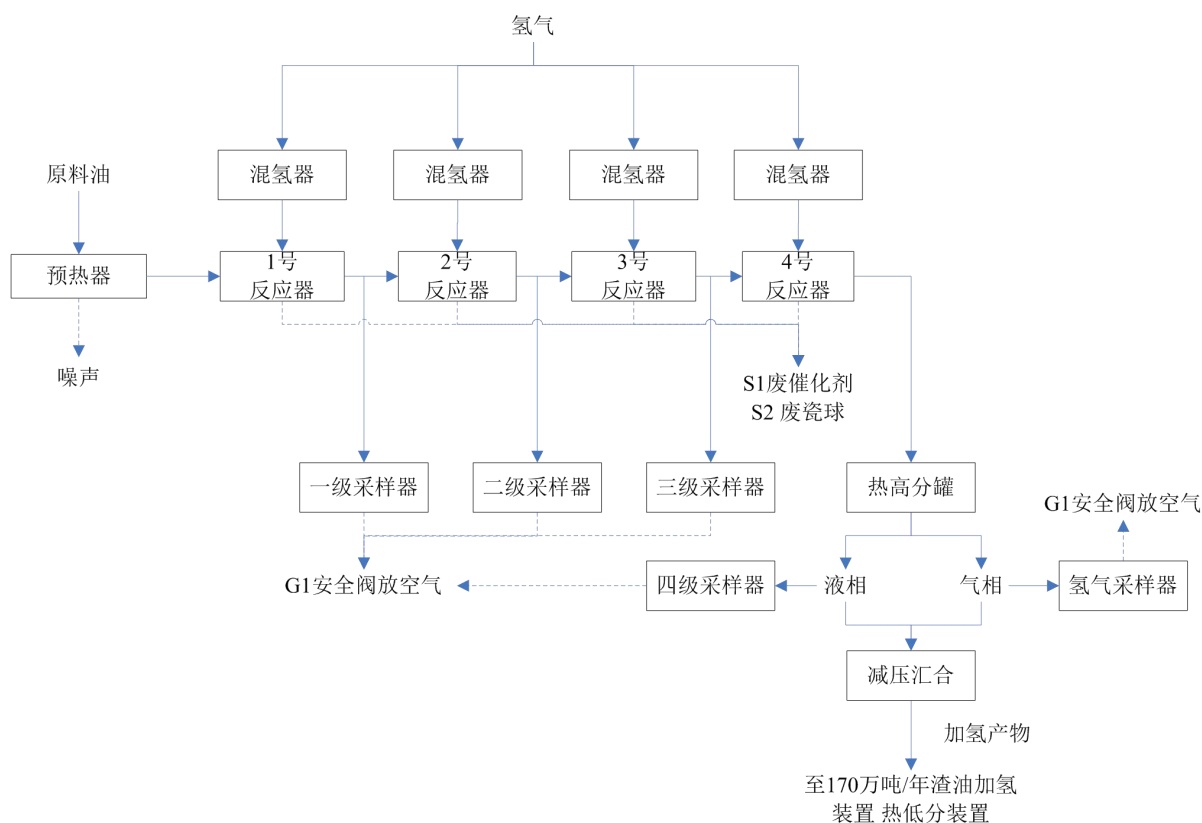 氢气
混氢器
混氢器
混氢器
混氢器
原料油
预热器
1号
反应器
2号
反应器
3号
反应器
4号
反应器
噪声
S1废催化剂
S2 废瓷球
一级采样器
二级采样器
三级采样器
热高分罐
G1安全阀放空气
G1安全阀放空气
四级采样器
液相
气相
氢气采样器
减压汇合
加氢产物
至170万吨/年渣油加氢
装置 热低分装置